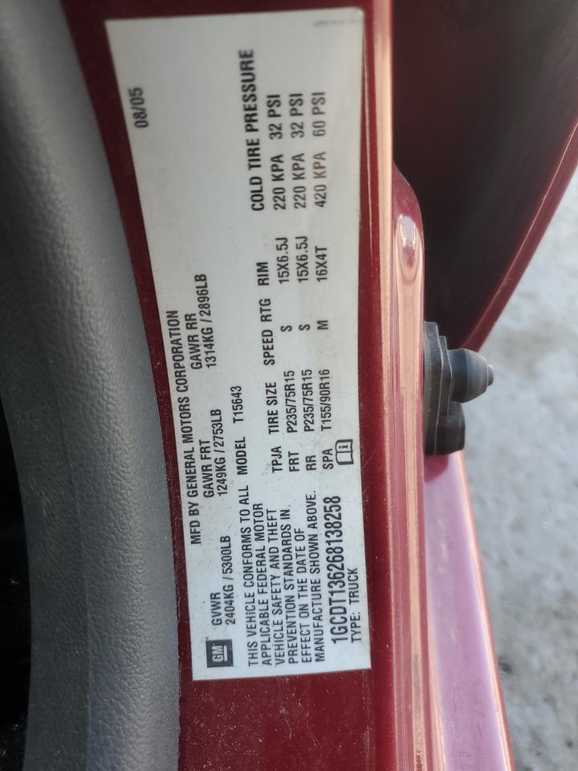 08/05
MFD BY GENERAL MOTORS CORPORATION
GM
GVWR GAWR FRT GAWR RR
2404KG / 5300LB 1249KG / 2753LB 1314KG / 2896LB
THIS VEHICLE CONFORMS TO ALL
APPLICABLE FEDERAL MOTOR
VEHICLE SAFETY AND THEFT
PREVENTION STANDARDS IN
EFFECT ON THE DATE OF
MANUFACTURE SHOWN ABOVE.
1GCDT136268138258
TYPE: TRUCK
MODEL T15643
TPJA TIRE SIZE SPEED RTG RIM COLD TIRE PRESSURE
FRT P235/75R15 S 15X6.5J 220 KPA 32 PSI
RR P235/75R15 S 15X6.5J 220 KPA 32 PSI
SPA T155/90R16 M 16X4T 420 KPA 60 PSI